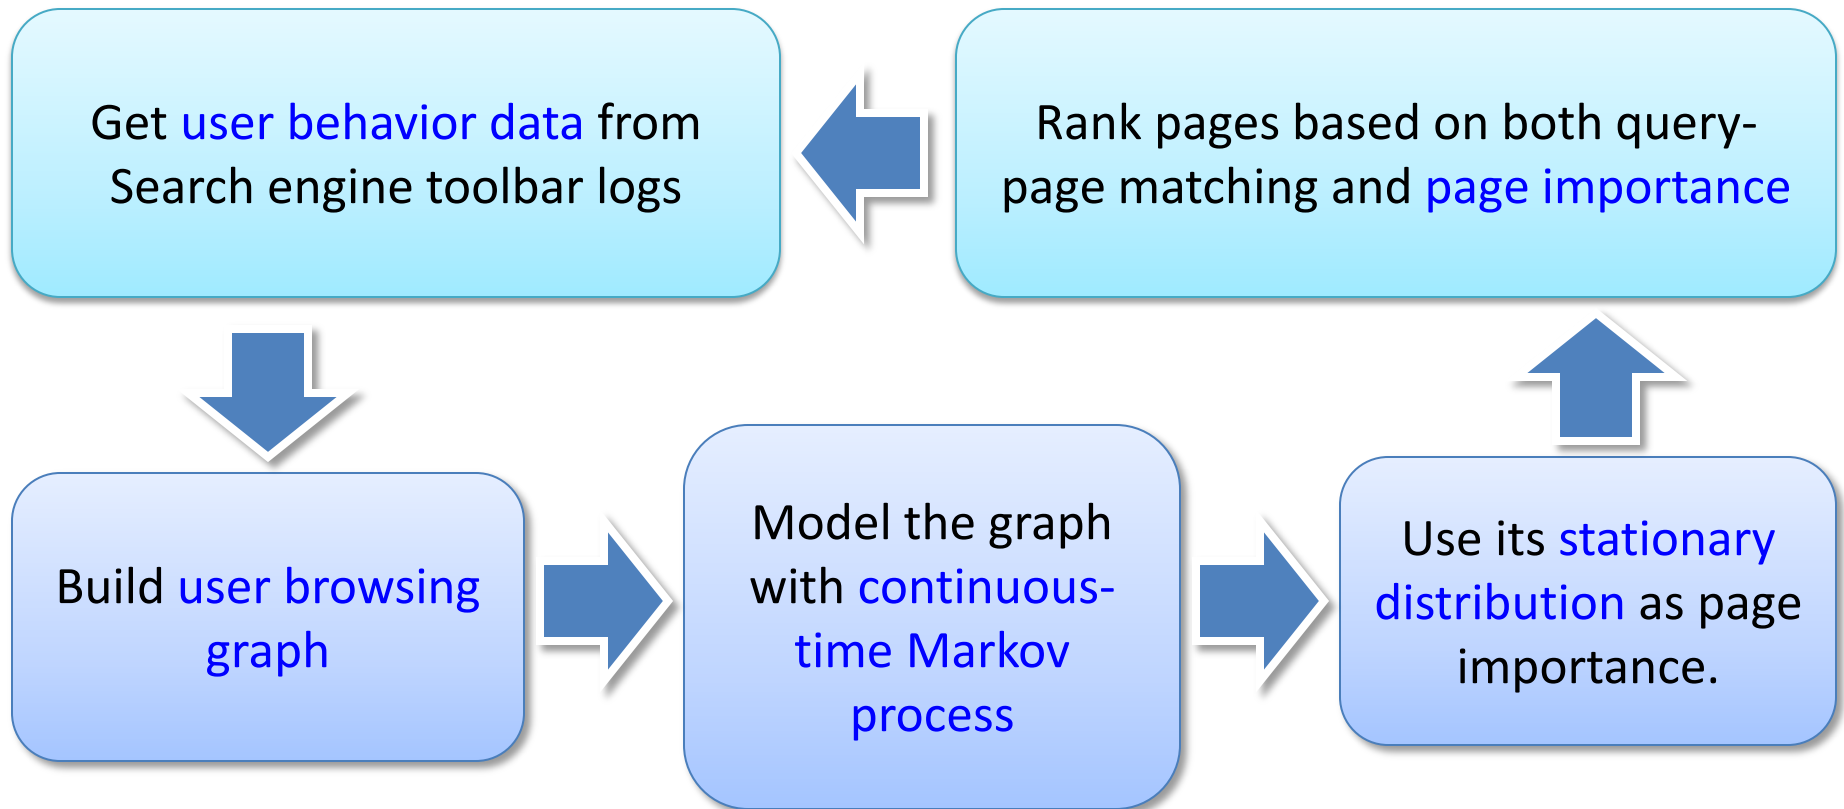 Get user behavior data from
Search engine toolbar logs
Rank pages based on both query-
page matching and page importance
Build user browsing
graph
Model the graph
with continuous-
time Markov
process
Use its stationary
distribution as page
importance.